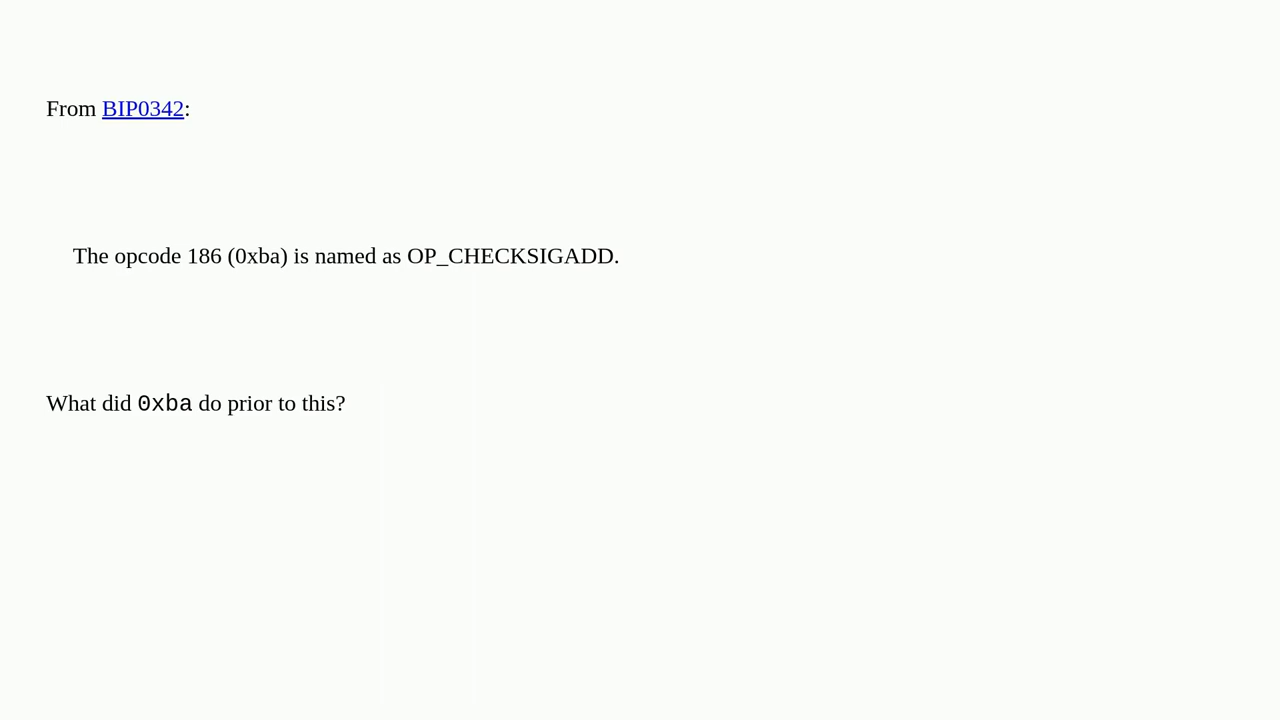 From BIP0342:
The opcode 186 (0xba) is named as OP_CHECKSIGADD.
What did 0xba do prior to this?